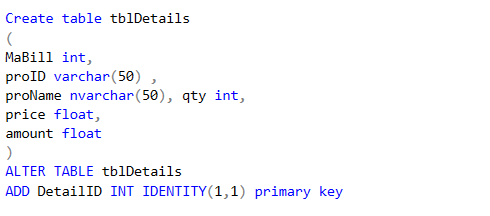 Create table tblDetails
(
MaBill int,
proID varchar(50) ,
proName nvarchar(50), qty int,
price float,
amount float
)
ALTER TABLE tblDetails
ADD DetailID INT IDENTITY(1,1) primary key